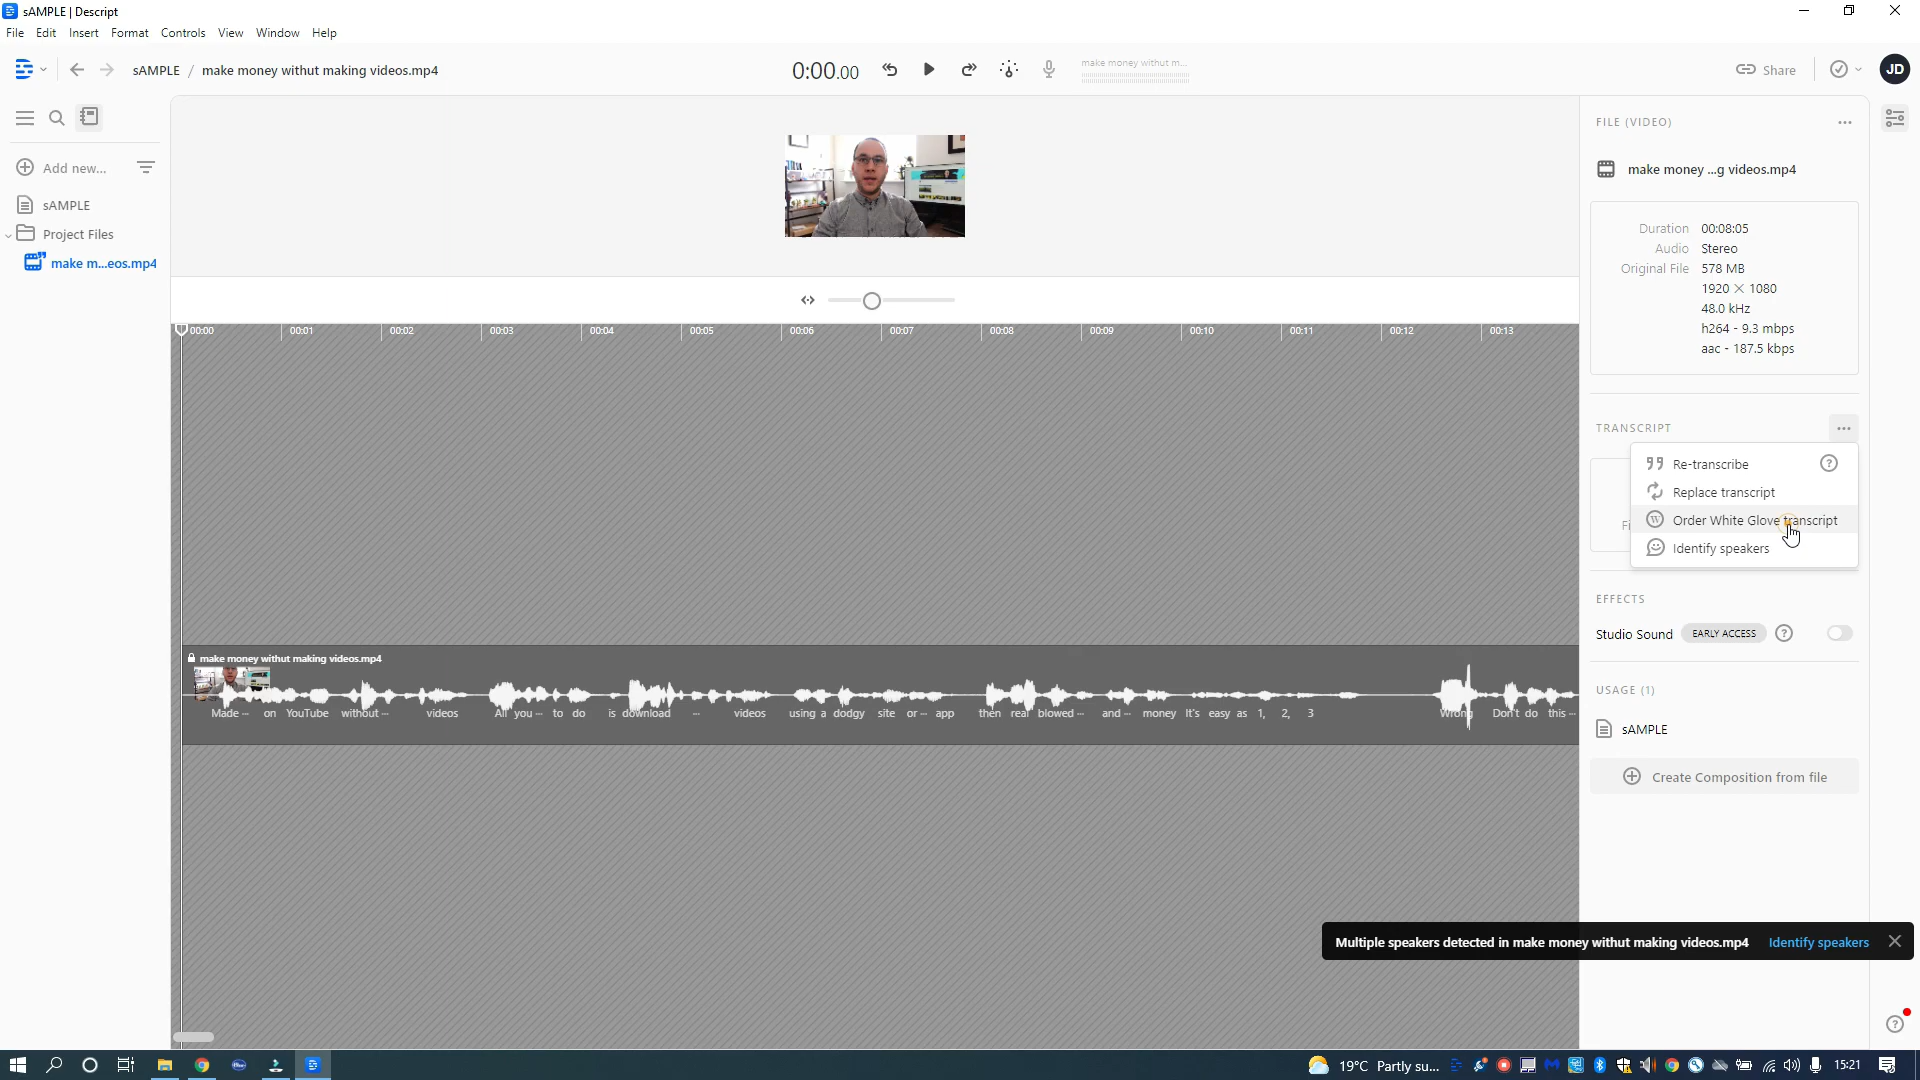 sAMPLE | Descript
File Edit Insert Format Controls View Window Help
sAMPLE / make money withut making videos.mp4
0:00.00
make money withut m...
Share
JD
Add new...
sAMPLE
Project Files
make m...eos.mp4
00:00 00:01 00:02 00:03 00:04 00:05 00:06 00:07 00:08 00:09 00:10 00:11 00:12 00:13
make money withut making videos.mp4
Made ··· on YouTube without ··· videos All you ··· to do is download ··· videos using a dodgy site or ··· app then real blowed ··· and ··· money It's easy as 1, 2, 3 Wrong Don't do this ···
FILE (VIDEO)
make money ...g videos.mp4
Duration 00:08:05
Audio Stereo
Original File 578 MB
1920 × 1080
48.0 kHz
h264 - 9.3 mbps
aac - 187.5 kbps
TRANSCRIPT
Re-transcribe
Replace transcript
Order White Glove transcript
Fi
Identify speakers
EFFECTS
Studio Sound EARLY ACCESS
USAGE (1)
sAMPLE
Create Composition from file
Multiple speakers detected in make money withut making videos.mp4 Identify speakers
19°C Partly su... 15:21